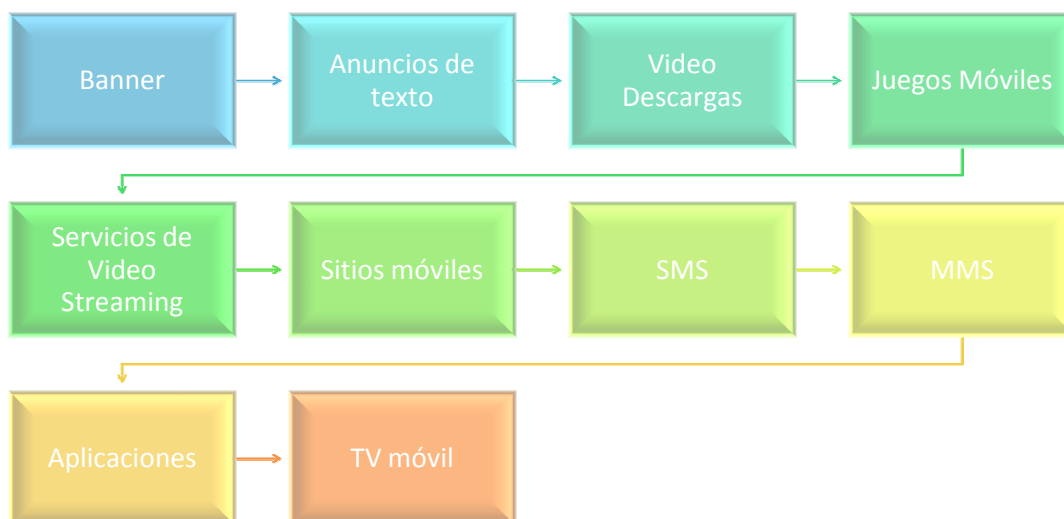 Banner
Anuncios de
texto
Video
Descargas
Juegos Móviles
Servicios de
Video
Streaming
Sitios móviles
SMS
MMS
Aplicaciones
TV móvil